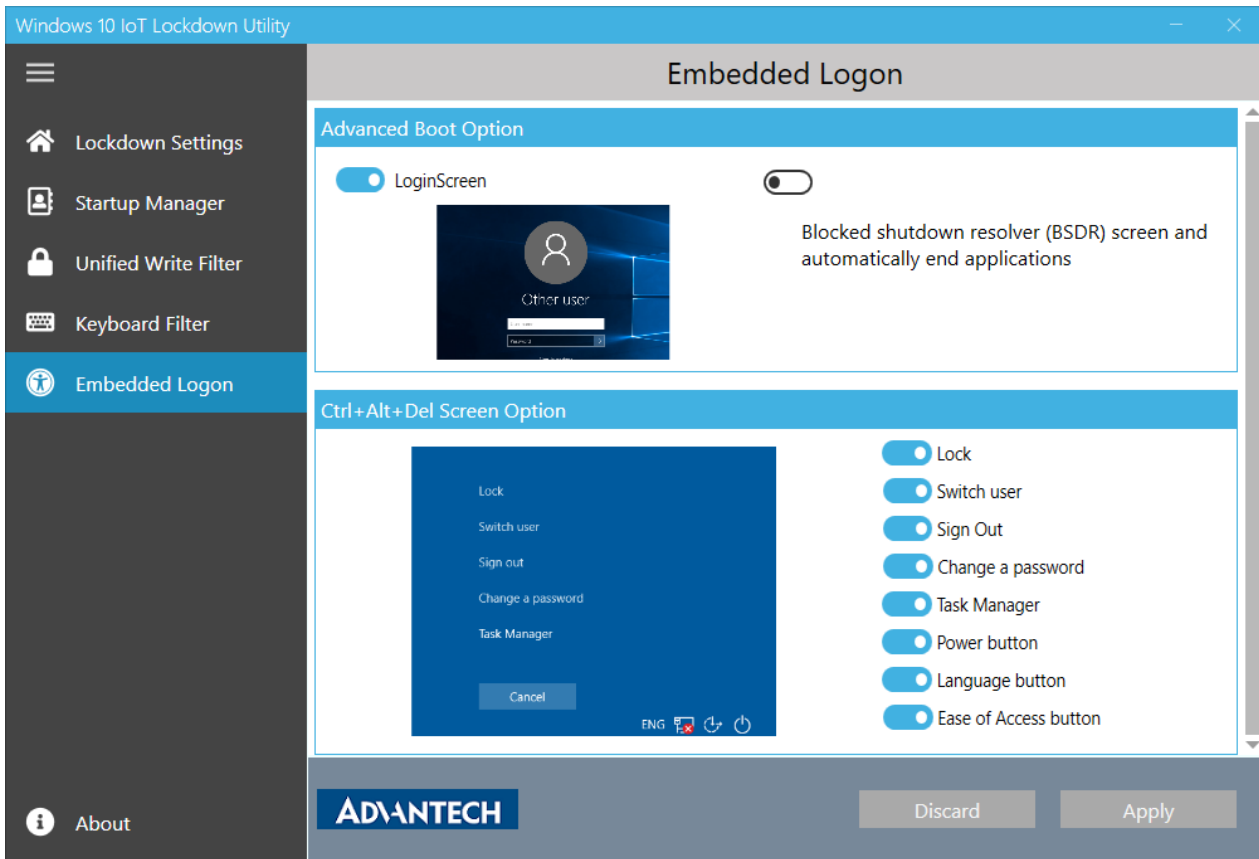 Windows 10 IoT Lockdown Utility
Embedded Logon
Lockdown Settings
Startup Manager
Unified Write Filter
Keyboard Filter
Embedded Logon
About
Advanced Boot Option
LoginScreen
Other user
Password
Blocked shutdown resolver (BSDR) screen and
automatically end applications
Ctrl+Alt+Del Screen Option
Lock
Switch user
Sign out
Change a password
Task Manager
Cancel
ENG
Lock
Switch user
Sign Out
Change a password
Task Manager
Power button
Language button
Ease of Access button
ADVANTECH
Discard
Apply